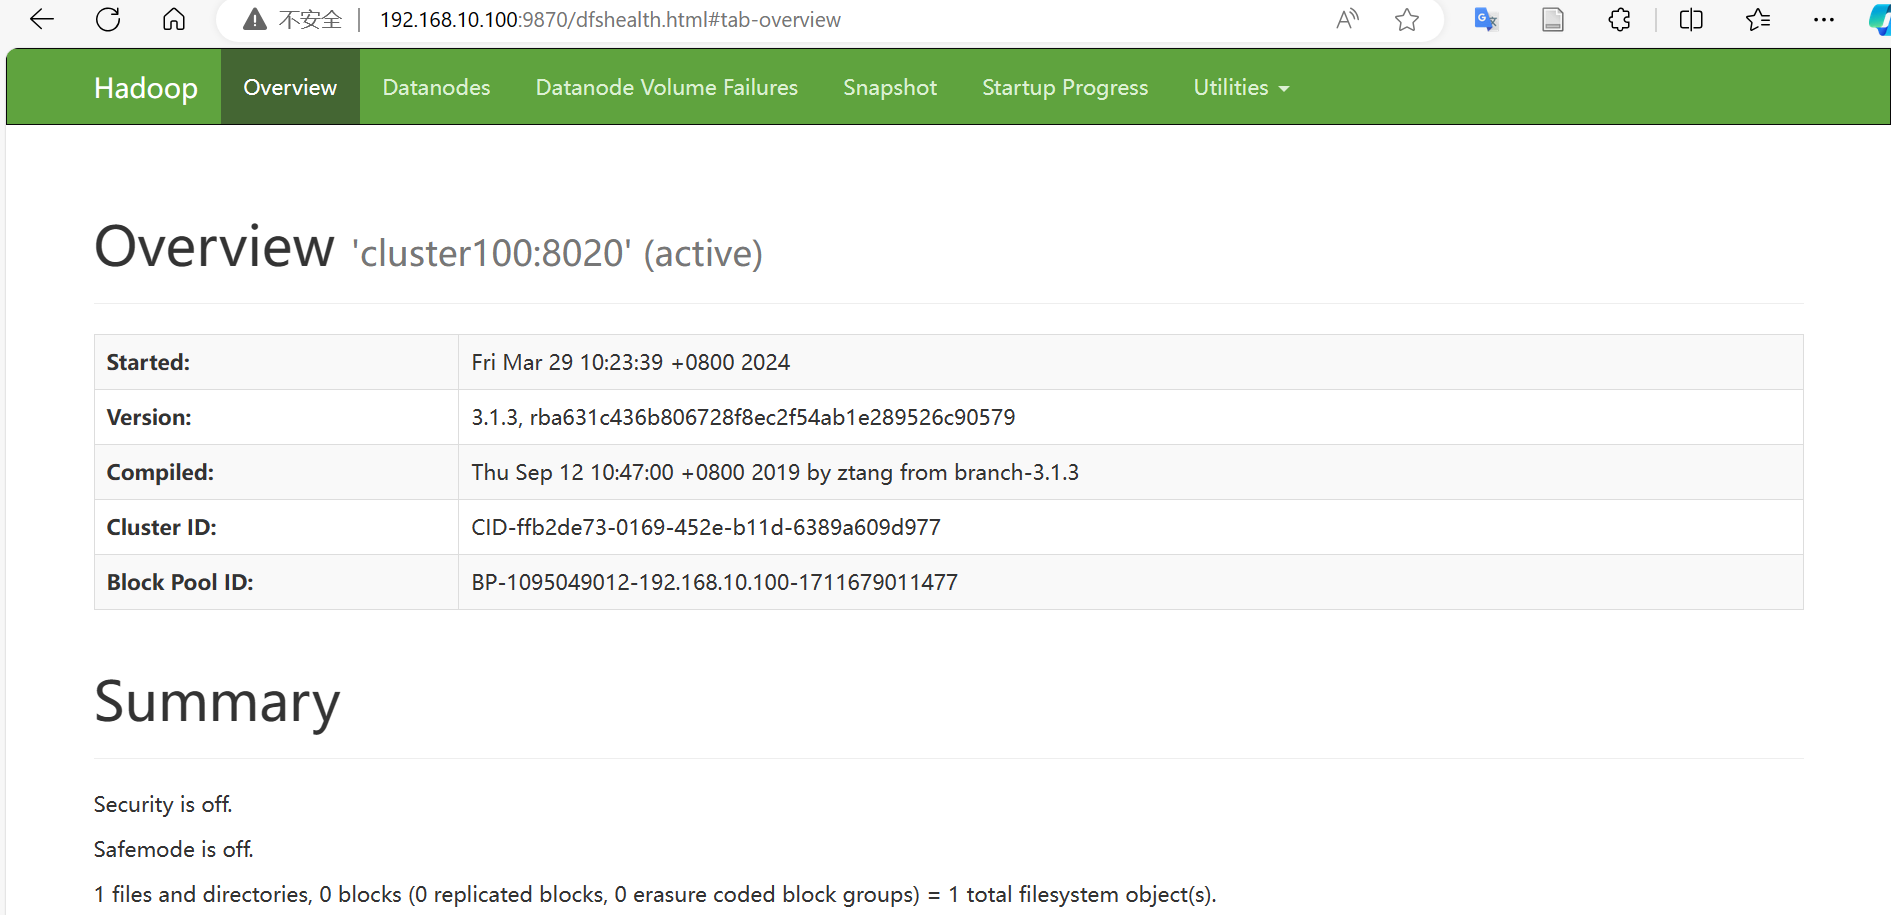 不安全 192.168.10.100:9870/dfshealth.html#tab-overview
Hadoop Overview Datanodes Datanode Volume Failures Snapshot Startup Progress Utilities
Overview 'cluster100:8020' (active)
Started: Fri Mar 29 10:23:39 +0800 2024
Version: 3.1.3, rba631c436b806728f8ec2f54ab1e289526c90579
Compiled: Thu Sep 12 10:47:00 +0800 2019 by ztang from branch-3.1.3
Cluster ID: CID-ffb2de73-0169-452e-b11d-6389a609d977
Block Pool ID: BP-1095049012-192.168.10.100-1711679011477
Summary
Security is off.
Safemode is off.
1 files and directories, 0 blocks (0 replicated blocks, 0 erasure coded block groups) = 1 total filesystem object(s).